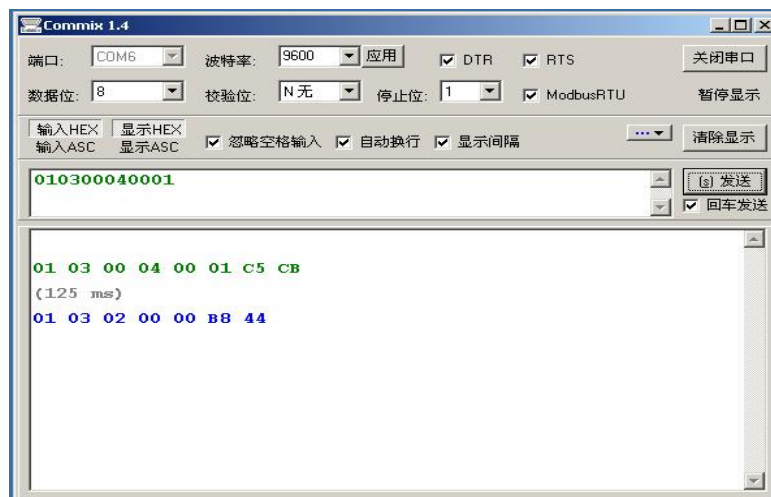 Commix 1.4
端口: COM6 波特率: 9600 应用 DTR RTS 关闭串口
数据位: 8 校验位: N 无 停止位: 1 ModbusRTU 暂停显示
输入HEX 显示HEX
输入ASC 显示ASC
忽略空格输入 自动换行 显示间隔 ... 清除显示
010300040001
[s] 发送
回车发送
01 03 00 04 00 01 C5 CB
(125 ms)
01 03 02 00 00 B8 44